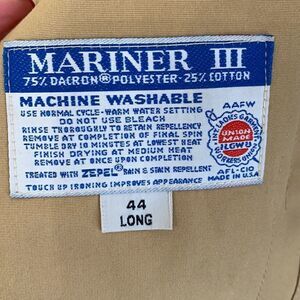 MARINER III
75% DACRON® POLYESTER - 25% COTTON
MACHINE WASHABLE
USE NORMAL CYCLE-WARM WATER SETTING
DO NOT USE BLEACH
RINSE THOROUGHLY TO RETAIN REPELLENCY
REMOVE AT COMPLETION OF FINAL SPIN
TUMBLE DRY 10 MINUTES AT LOWEST HEAT
FINISH DRYING AT MEDIUM HEAT
REMOVE AT ONCE UPON COMPLETION
TREATED WITH ZEPEL® RAIN & STAIN REPELLENT
TOUCH UP IRONING IMPROVES APPEARANCE
AAFW
UNION
MADE
ILGWU
WORKERS UNION
AFL-CIO
MADE IN U.S.A
44
LONG